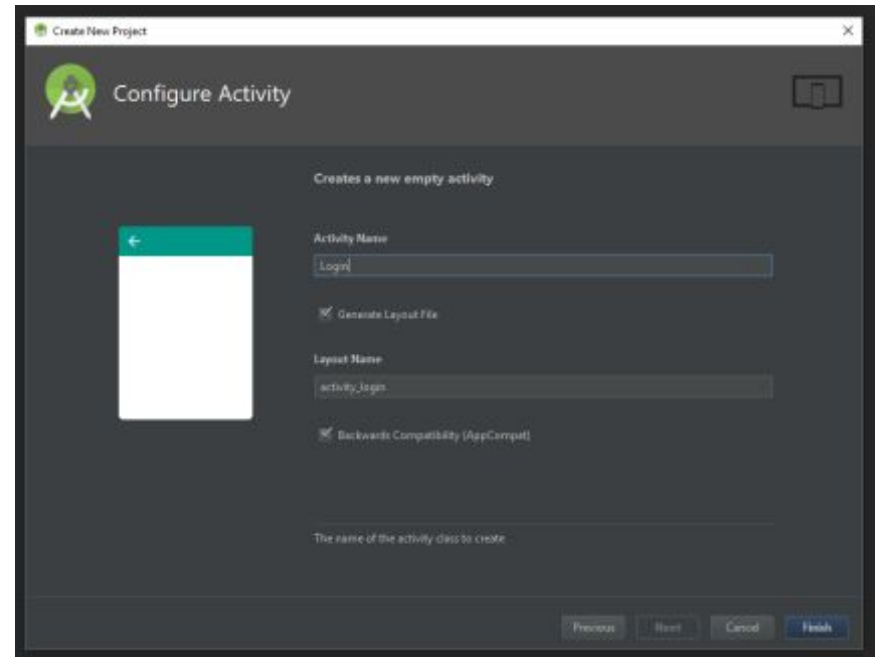 Create New Project
Configure Activity
Creates a new empty activity
Activity Name
Login
Generate Layout File
Layout Name
activity_login
Backwards Compatibility (AppCompat)
The name of the activity class to create
Previous Next Cancel Finish